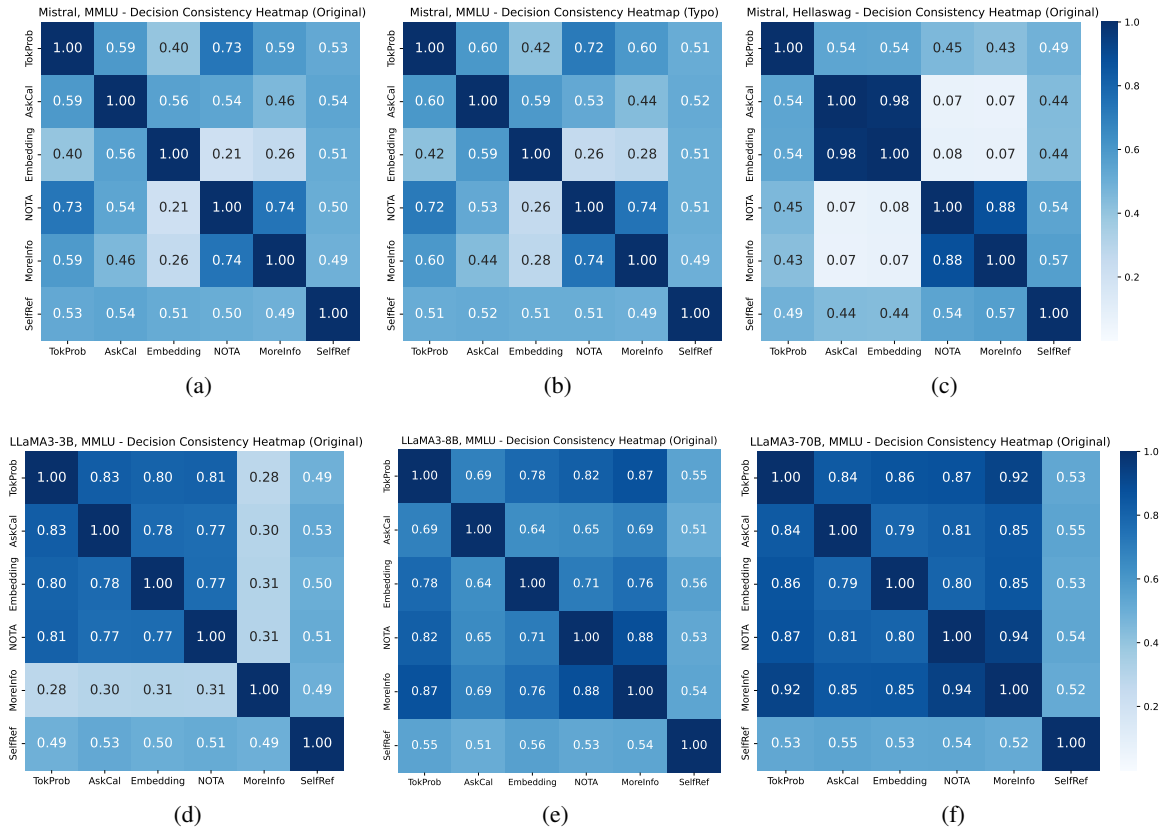 Mistral, MMLU - Decision Consistency Heatmap (Original)
TokProb 1.00 0.59 0.40 0.73 0.59 0.53
AskCal 0.59 1.00 0.56 0.54 0.46 0.54
Embedding 0.40 0.56 1.00 0.21 0.26 0.51
NOTA 0.73 0.54 0.21 1.00 0.74 0.50
MoreInfo 0.59 0.46 0.26 0.74 1.00 0.49
SelfRef 0.53 0.54 0.51 0.50 0.49 1.00
TokProb AskCal Embedding NOTA MoreInfo SelfRef
(a)
Mistral, MMLU - Decision Consistency Heatmap (Typo)
TokProb 1.00 0.60 0.42 0.72 0.60 0.51
AskCal 0.60 1.00 0.59 0.53 0.44 0.52
Embedding 0.42 0.59 1.00 0.26 0.28 0.51
NOTA 0.72 0.53 0.26 1.00 0.74 0.51
MoreInfo 0.60 0.44 0.28 0.74 1.00 0.49
SelfRef 0.51 0.52 0.51 0.51 0.49 1.00
TokProb AskCal Embedding NOTA MoreInfo SelfRef
(b)
Mistral, Hellaswag - Decision Consistency Heatmap (Original)
TokProb 1.00 0.54 0.54 0.45 0.43 0.49
AskCal 0.54 1.00 0.98 0.07 0.07 0.44
Embedding 0.54 0.98 1.00 0.08 0.07 0.44
NOTA 0.45 0.07 0.08 1.00 0.88 0.54
MoreInfo 0.43 0.07 0.07 0.88 1.00 0.57
SelfRef 0.49 0.44 0.44 0.54 0.57 1.00
TokProb AskCal Embedding NOTA MoreInfo SelfRef
1.0
0.8
0.6
0.4
0.2
(c)
LLaMA3-3B, MMLU - Decision Consistency Heatmap (Original)
TokProb 1.00 0.83 0.80 0.81 0.28 0.49
AskCal 0.83 1.00 0.78 0.77 0.30 0.53
Embedding 0.80 0.78 1.00 0.77 0.31 0.50
NOTA 0.81 0.77 0.77 1.00 0.31 0.51
MoreInfo 0.28 0.30 0.31 0.31 1.00 0.49
SelfRef 0.49 0.53 0.50 0.51 0.49 1.00
TokProb AskCal Embedding NOTA MoreInfo SelfRef
(d)
LLaMA3-8B, MMLU - Decision Consistency Heatmap (Original)
TokProb 1.00 0.69 0.78 0.82 0.87 0.55
AskCal 0.69 1.00 0.64 0.65 0.69 0.51
Embedding 0.78 0.64 1.00 0.71 0.76 0.56
NOTA 0.82 0.65 0.71 1.00 0.88 0.53
MoreInfo 0.87 0.69 0.76 0.88 1.00 0.54
SelfRef 0.55 0.51 0.56 0.53 0.54 1.00
TokProb AskCal Embedding NOTA MoreInfo SelfRef
(e)
LLaMA3-70B, MMLU - Decision Consistency Heatmap (Original)
TokProb 1.00 0.84 0.86 0.87 0.92 0.53
AskCal 0.84 1.00 0.79 0.81 0.85 0.55
Embedding 0.86 0.79 1.00 0.80 0.85 0.53
NOTA 0.87 0.81 0.80 1.00 0.94 0.54
MoreInfo 0.92 0.85 0.85 0.94 1.00 0.52
SelfRef 0.53 0.55 0.53 0.54 0.52 1.00
TokProb AskCal Embedding NOTA MoreInfo SelfRef
1.0
0.8
0.6
0.4
0.2
(f)